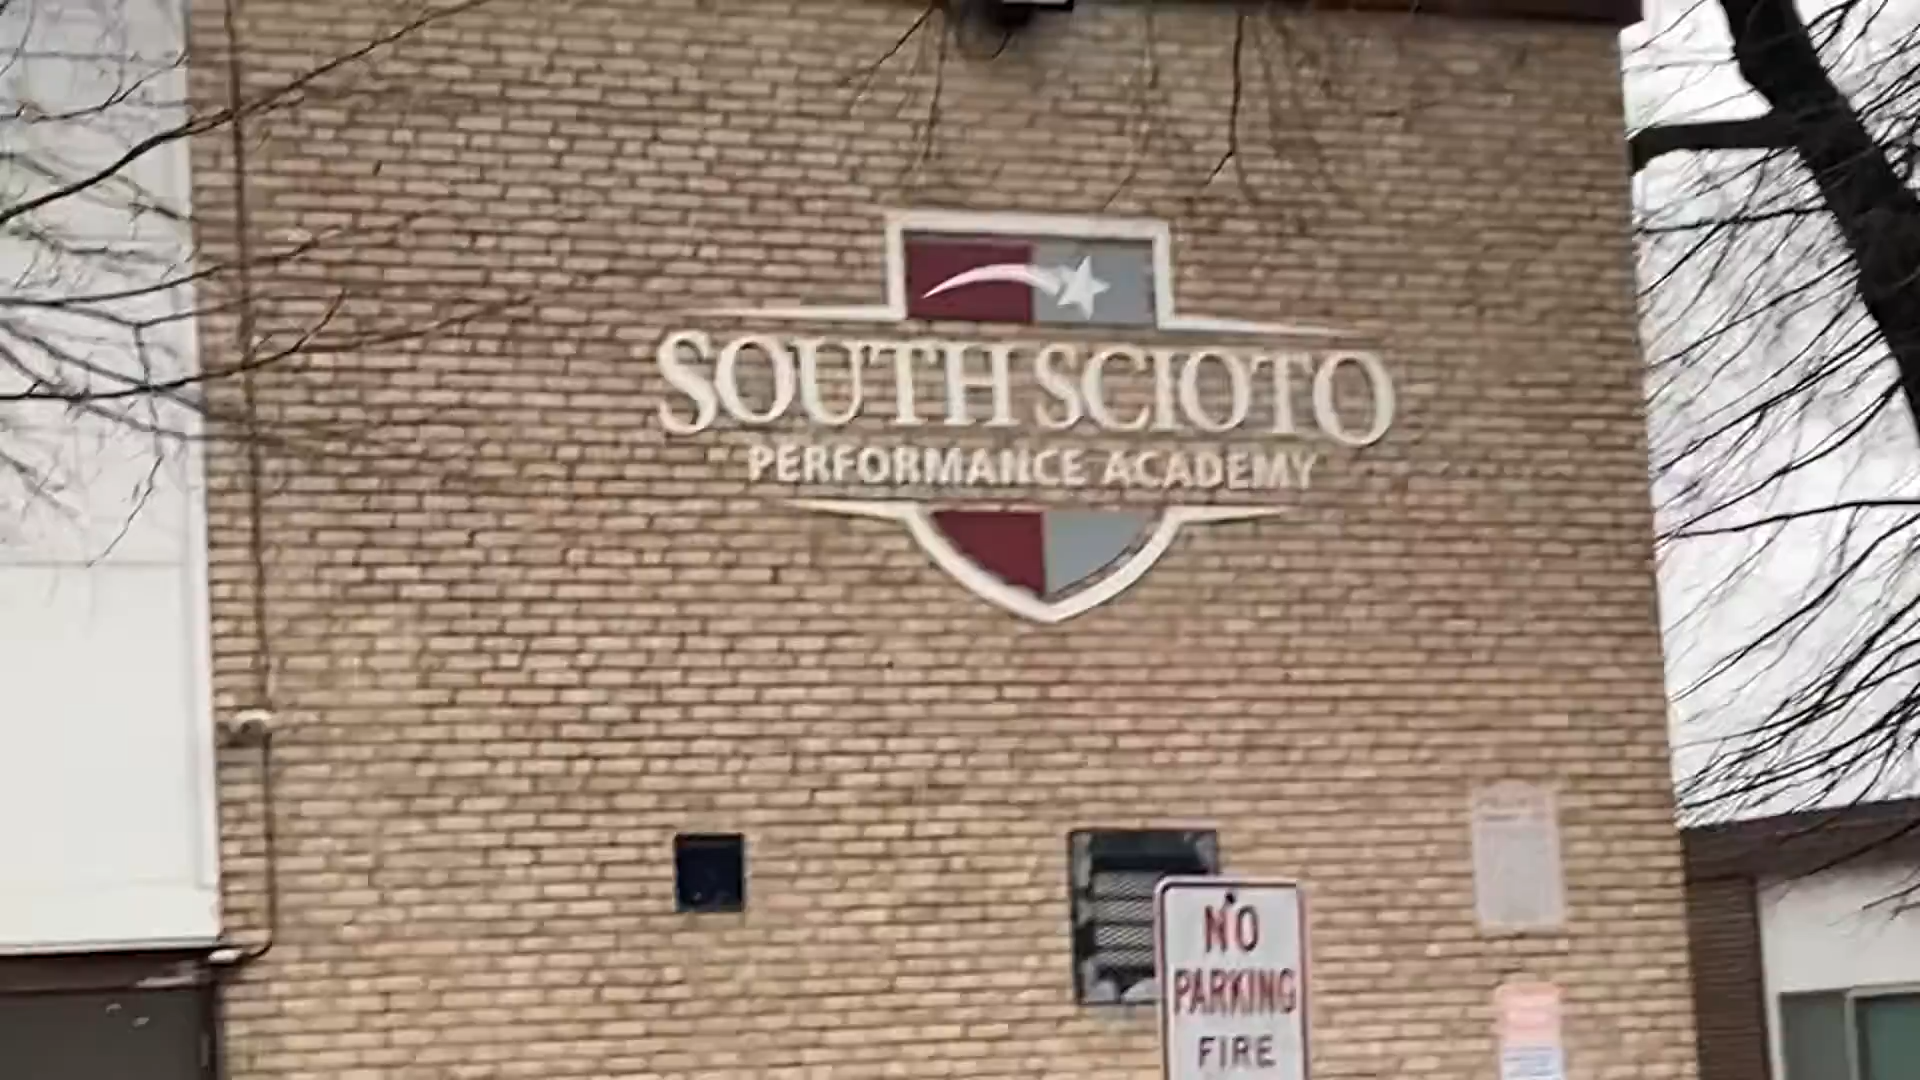 SOUTH SCIOTO
PERFORMANCE ACADEMY
NO
PARKING
FIRE